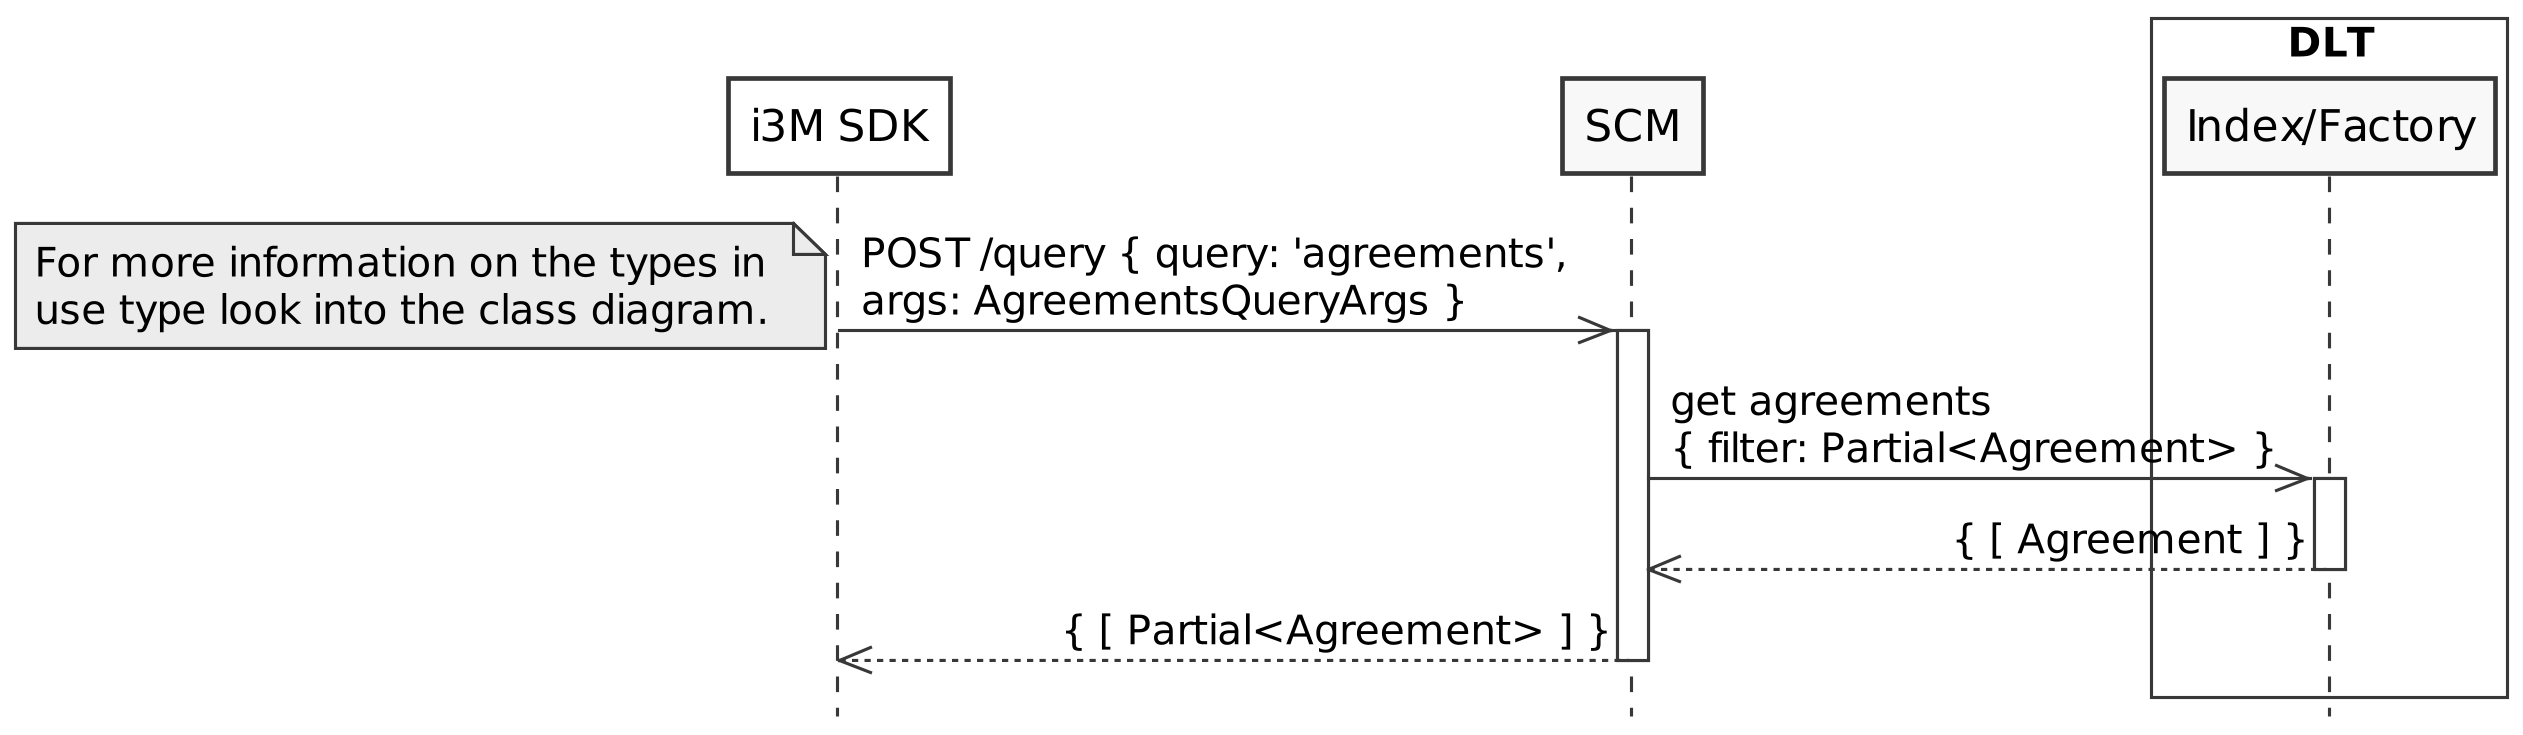 DLT
i3M SDK
SCM
Index/Factory
For more information on the types in
use type look into the class diagram.
POST /query { query: 'agreements',
args: AgreementsQueryArgs }
get agreements
{ filter: Partial<Agreement> }
{ [ Agreement ] }
{ [ Partial<Agreement> ] }